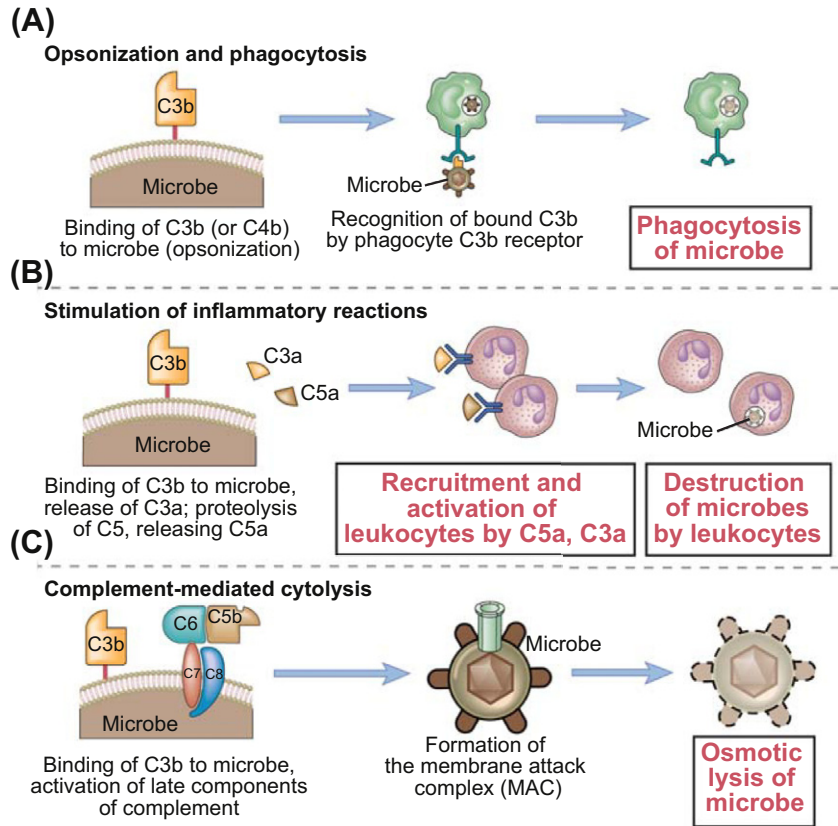 (A)
Opsonization and phagocytosis
C3b
Microbe
Binding of C3b (or C4b)
to microbe (opsonization)
Microbe
Recognition of bound C3b
by phagocyte C3b receptor
Phagocytosis
of microbe
(B)
Stimulation of inflammatory reactions
C3b
C3a
C5a
Microbe
Binding of C3b to microbe,
release of C3a; proteolysis
of C5, releasing C5a
Recruitment and
activation of
leukocytes by C5a, C3a
Microbe
Destruction
of microbes
by leukocytes
(C)
Complement-mediated cytolysis
C3b
C6
C5b
C7
C8
Microbe
Binding of C3b to microbe,
activation of late components
of complement
Microbe
Formation of
the membrane attack
complex (MAC)
Osmotic
lysis of
microbe